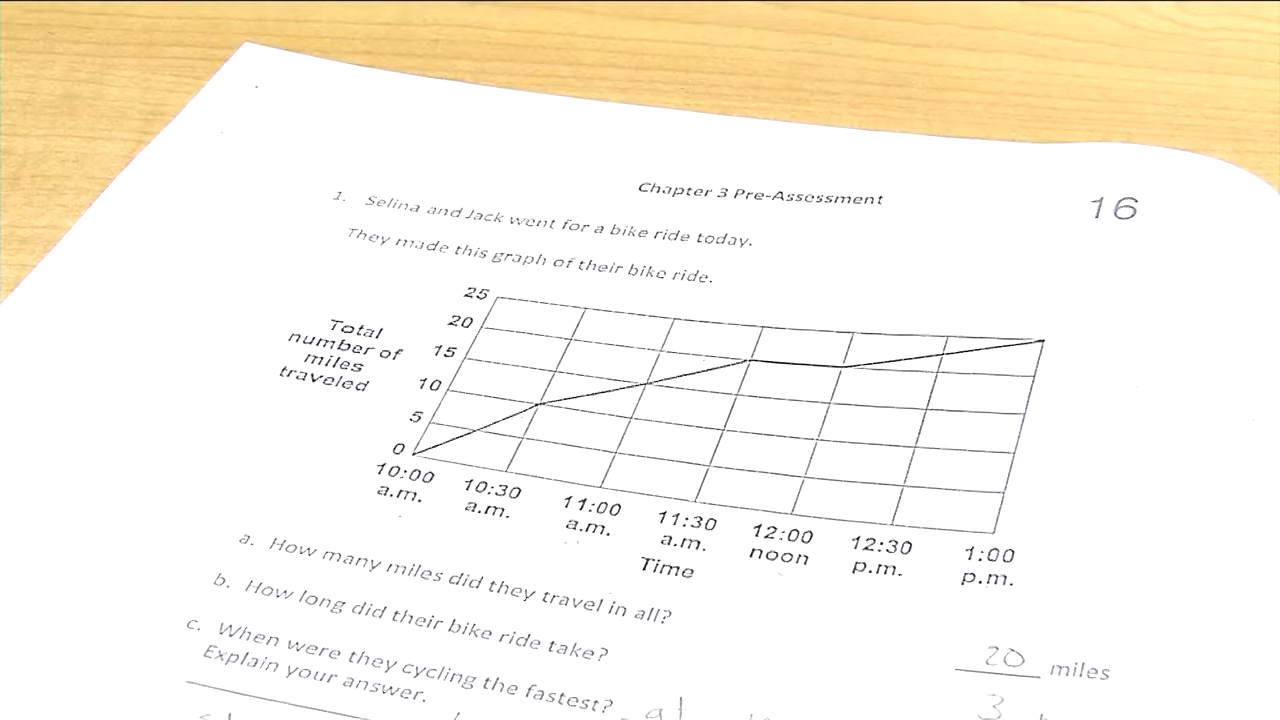 Chapter 3 Pre-Assessment
16
1. Selina and Jack went for a bike ride today.
They made this graph of their bike ride.
Total
number of
miles
traveled
25
20
15
10
5
0
10:00 a.m.
10:30 a.m.
11:00 a.m.
11:30 a.m.
12:00 noon
12:30 p.m.
1:00 p.m.
Time
a. How many miles did they travel in all?
20 miles
b. How long did their bike ride take?
3
c. When were they cycling the fastest? at
Explain your answer.